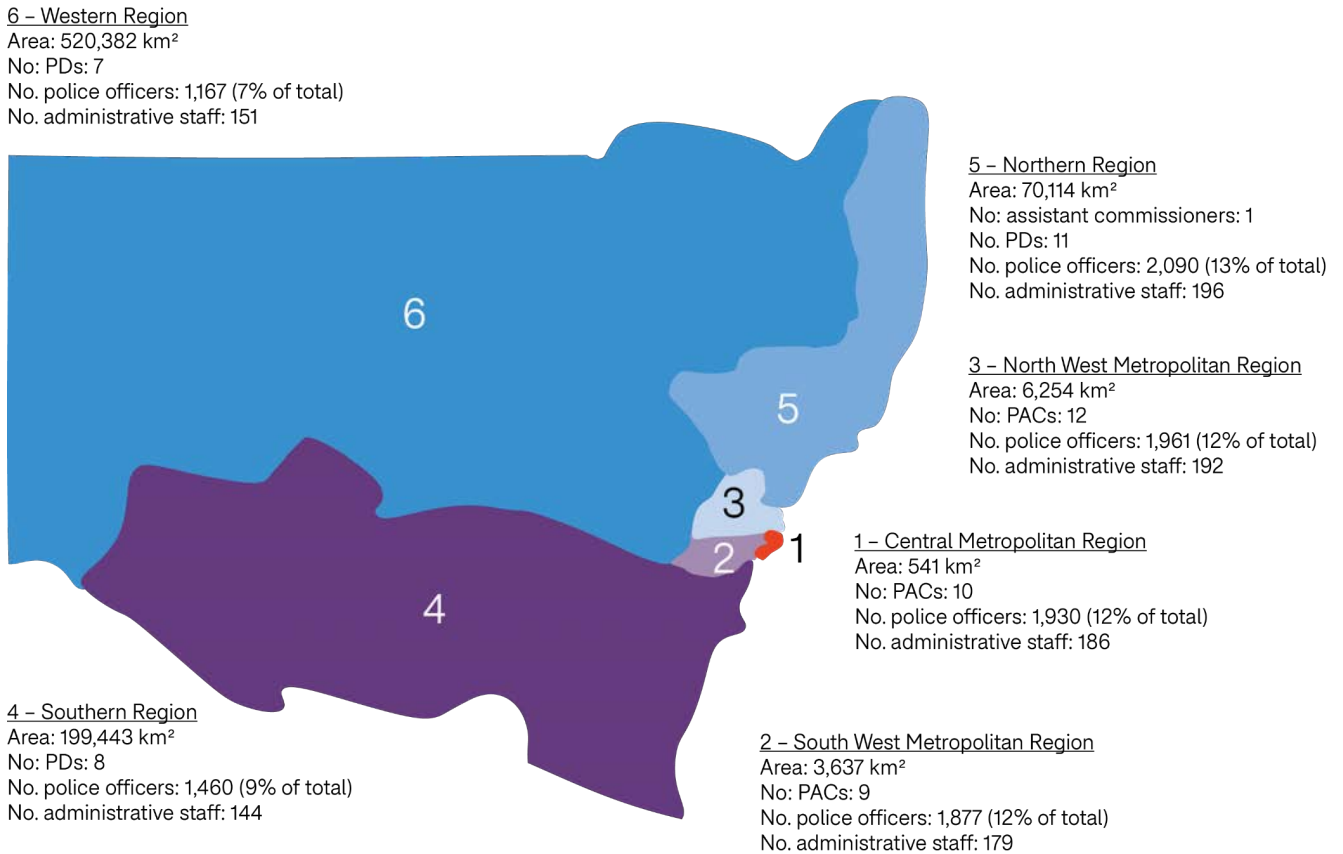 6 – Western Region
Area: 520,382 km²
No: PDs: 7
No. police officers: 1,167 (7% of total)
No. administrative staff: 151
5 – Northern Region
Area: 70,114 km²
No: assistant commissioners: 1
No. PDs: 11
No. police officers: 2,090 (13% of total)
No. administrative staff: 196
6
3 – North West Metropolitan Region
Area: 6,254 km²
No: PACs: 12
No. police officers: 1,961 (12% of total)
No. administrative staff: 192
5
3
1
2
1 – Central Metropolitan Region
Area: 541 km²
No: PACs: 10
No. police officers: 1,930 (12% of total)
No. administrative staff: 186
4
4 – Southern Region
Area: 199,443 km²
No: PDs: 8
No. police officers: 1,460 (9% of total)
No. administrative staff: 144
2 – South West Metropolitan Region
Area: 3,637 km²
No: PACs: 9
No. police officers: 1,877 (12% of total)
No. administrative staff: 179